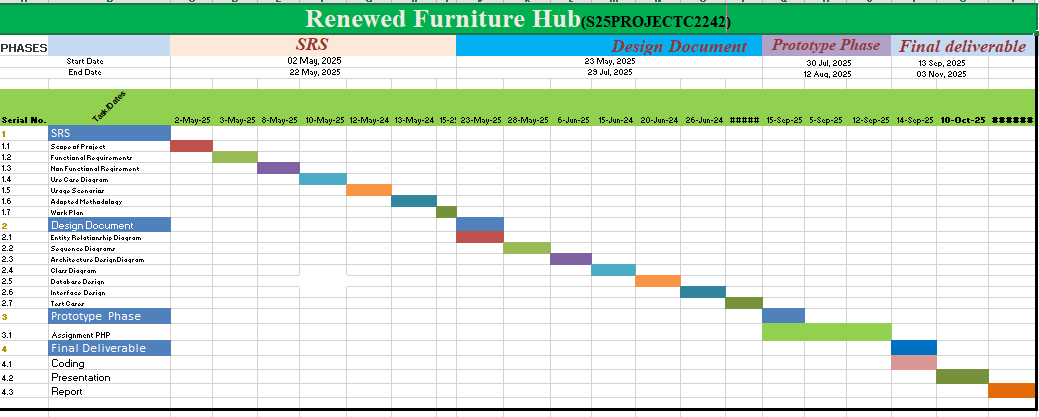 Renewed Furniture Hub(S25PROJECTC2242)
PHASES SRS Design Document Prototype Phase Final deliverable
Start Date 02 May, 2025 23 May, 2025 30 Jul, 2025 13 Sep, 2025
End Date 22 May, 2025 29 Jul, 2025 12 Aug, 2025 03 Nov, 2025
Serial No. Task/Dates 2-May-25 3-May-25 8-May-25 10-May-25 12-May-24 13-May-24 15-25 23-May-25 28-May-25 6-Jun-25 15-Jun-24 20-Jun-25 26-Jun-24 ##### 15-Sep-25 5-Sep-25 12-Sep-25 14-Sep-25 10-Oct-25 ######
1 SRS
1.1 Scope of Project
1.2 Functional Requirements
1.3 Non Functional Reqirement
1.4 Use Care Diagram
1.5 Usage Scenarios
1.6 Adapted Methodology
1.7 Work Plan
2 Design Document
2.1 Entity Relationship Diagram
2.2 Sequence Diagrams
2.3 Architecture DesignDiagram
2.4 Class Diagram
2.5 Database Design
2.6 Interface Design
2.7 Test Cases
3 Prototype Phase
3.1 Assignment PHP
4 Final Deliverable
4.1 Coding
4.2 Presentation
4.3 Report